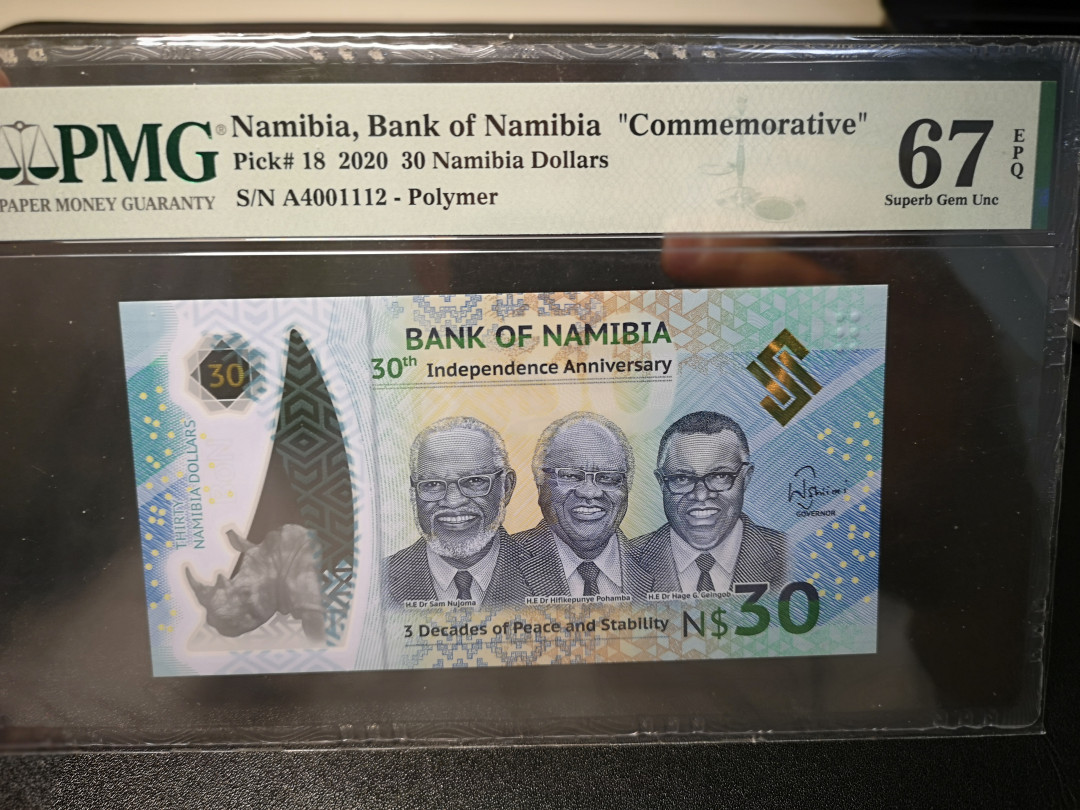 PMG®
PAPER MONEY GUARANTY
Namibia, Bank of Namibia "Commemorative"
Pick# 18 2020 30 Namibia Dollars
S/N A4001112 - Polymer
67
EPQ
Superb Gem Unc
BANK OF NAMIBIA
30th Independence Anniversary
30
THIRTY
NAMIBIA DOLLARS
GOVERNOR
H.E Dr Sam Nujoma
H.E Dr Hifikepunye Pohamba
H.E Dr Hage G. Geingob
3 Decades of Peace and Stability
N$30